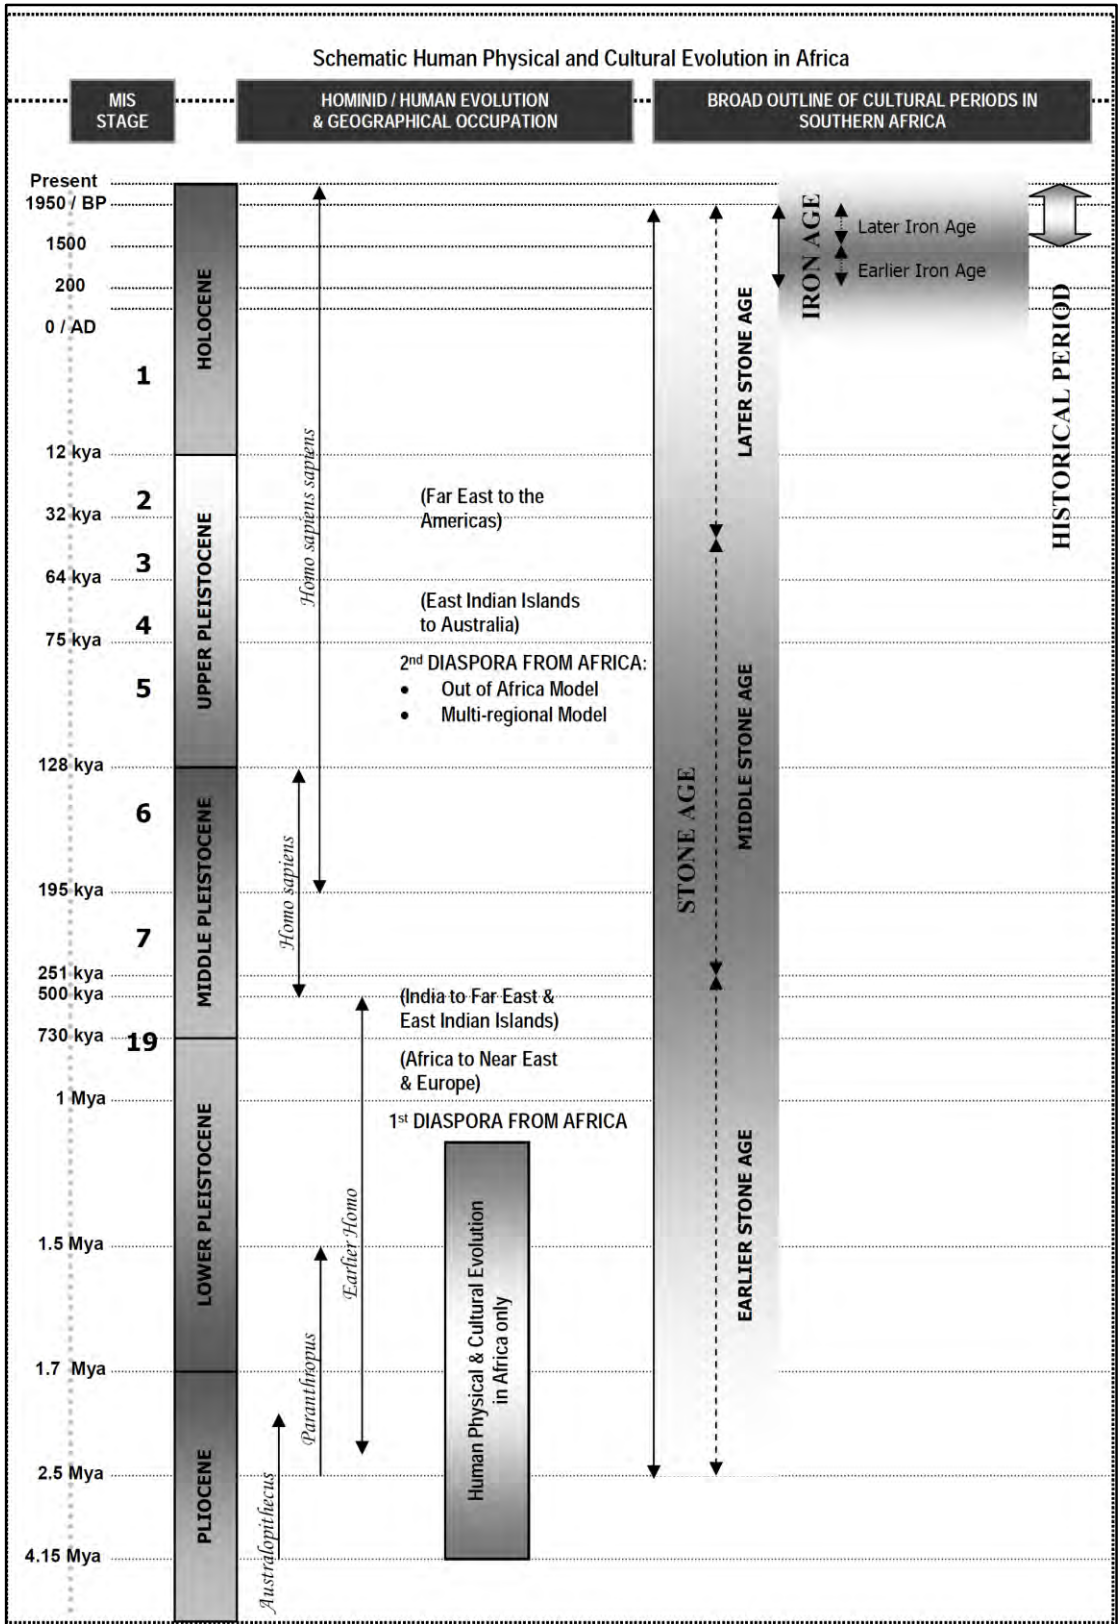 Schematic Human Physical and Cultural Evolution in Africa
MIS
STAGE
HOMINID / HUMAN EVOLUTION
& GEOGRAPHICAL OCCUPATION
BROAD OUTLINE OF CULTURAL PERIODS IN
SOUTHERN AFRICA
Present
1950 / BP
1500
200
0 / AD
12 kya
32 kya
64 kya
75 kya
128 kya
195 kya
251 kya
500 kya
730 kya
1 Mya
1.5 Mya
1.7 Mya
2.5 Mya
4.15 Mya
1
2
3
4
5
6
7
19
HOLOCENE
UPPER PLEISTOCENE
MIDDLE PLEISTOCENE
LOWER PLEISTOCENE
PLIOCENE
Homo sapiens sapiens
Homo sapiens
Earlier Homo
Paranthropus
Australopithecus
(Far East to the
Americas)
(East Indian Islands
to Australia)
2nd DIASPORA FROM AFRICA:
• Out of Africa Model
• Multi-regional Model
(India to Far East &
East Indian Islands)
(Africa to Near East
& Europe)
1st DIASPORA FROM AFRICA
Human Physical & Cultural Evolution
in Africa only
STONE AGE
LATER STONE AGE
MIDDLE STONE AGE
EARLIER STONE AGE
IRON AGE
Later Iron Age
Earlier Iron Age
HISTORICAL PERIOD